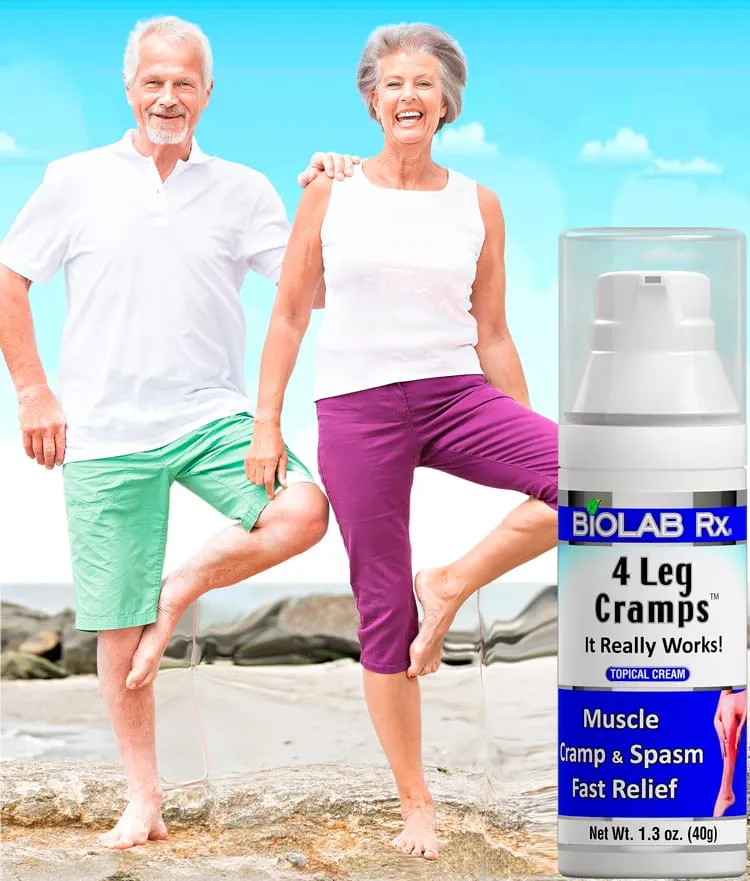 BIOLAB Rx®
4 Leg
Cramps™
It Really Works!
TOPICAL CREAM
Muscle
Cramp & Spasm
Fast Relief
Net Wt. 1.3 oz. (40g)